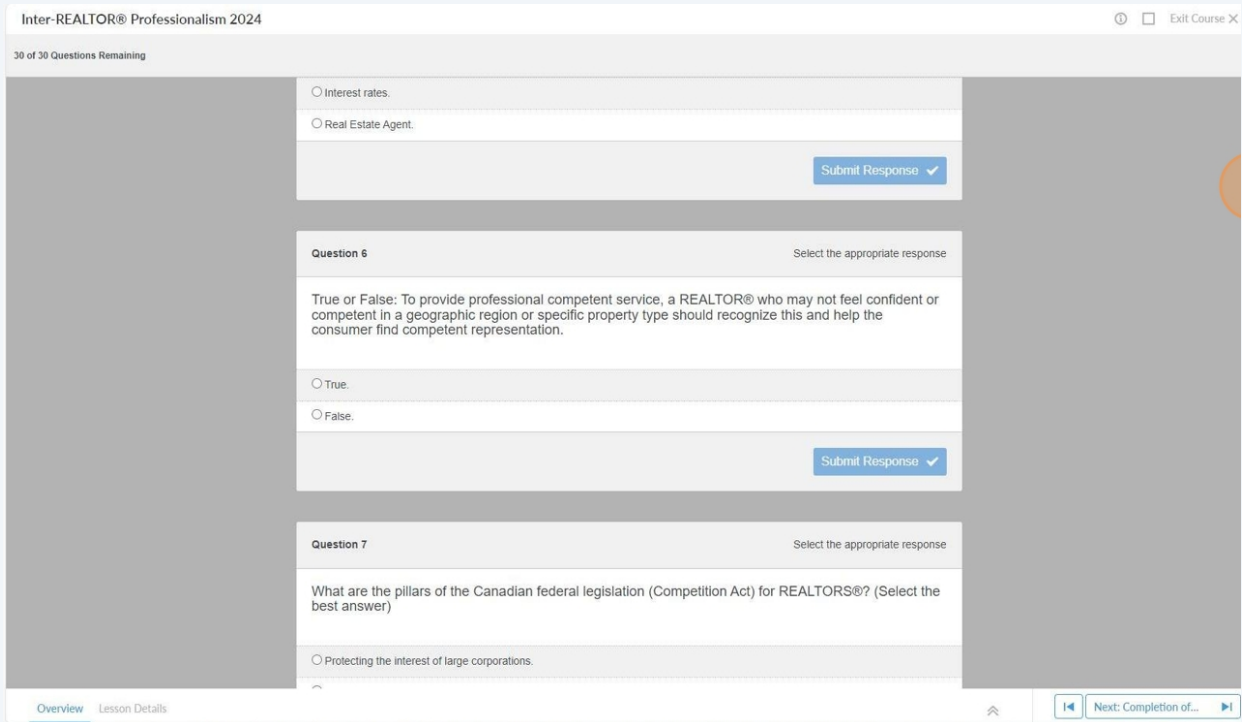 Inter-REALTOR® Professionalism 2024
Exit Course
30 of 30 Questions Remaining
Interest rates.
Real Estate Agent.
Submit Response
Question 6
Select the appropriate response
True or False: To provide professional competent service, a REALTOR® who may not feel confident or
competent in a geographic region or specific property type should recognize this and help the
consumer find competent representation.
True.
False.
Submit Response
Question 7
Select the appropriate response
What are the pillars of the Canadian federal legislation (Competition Act) for REALTORS®? (Select the
best answer)
Protecting the interest of large corporations.
Overview
Lesson Details
Next: Completion of...